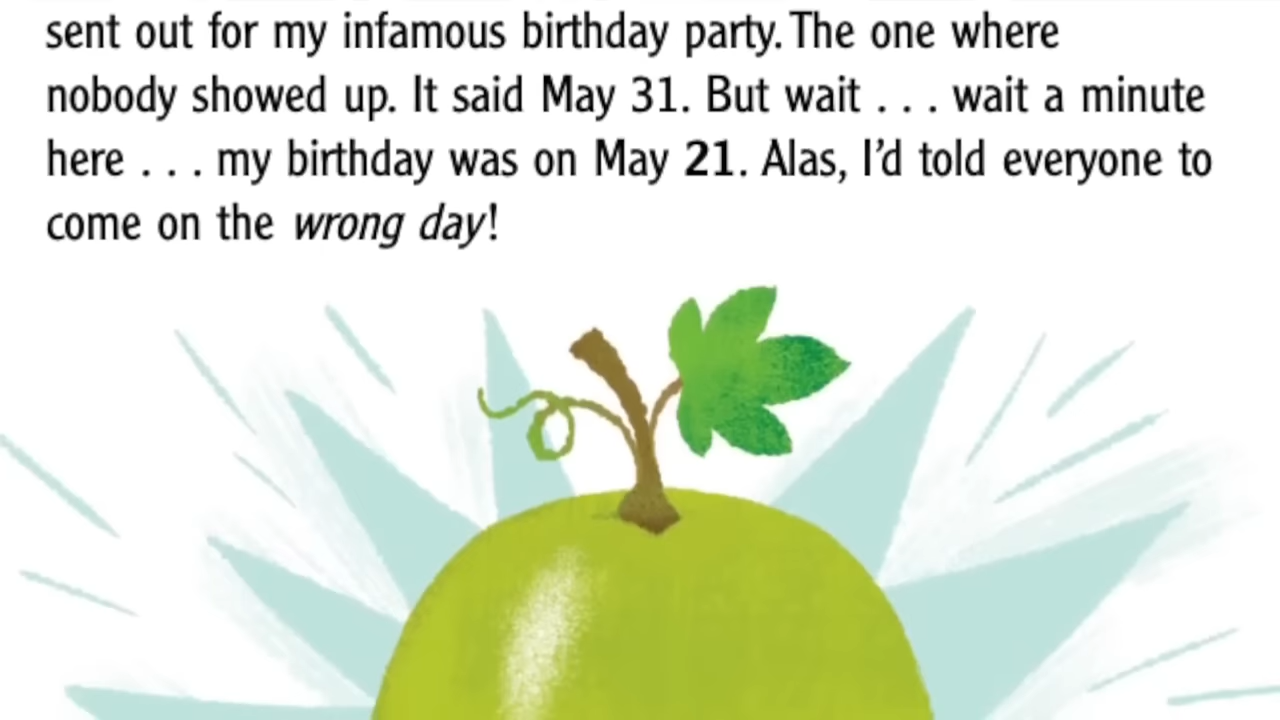 sent out for my infamous birthday party. The one where
nobody showed up. It said May 31. But wait . . . wait a minute
here . . . my birthday was on May 21. Alas, I’d told everyone to
come on the wrong day!